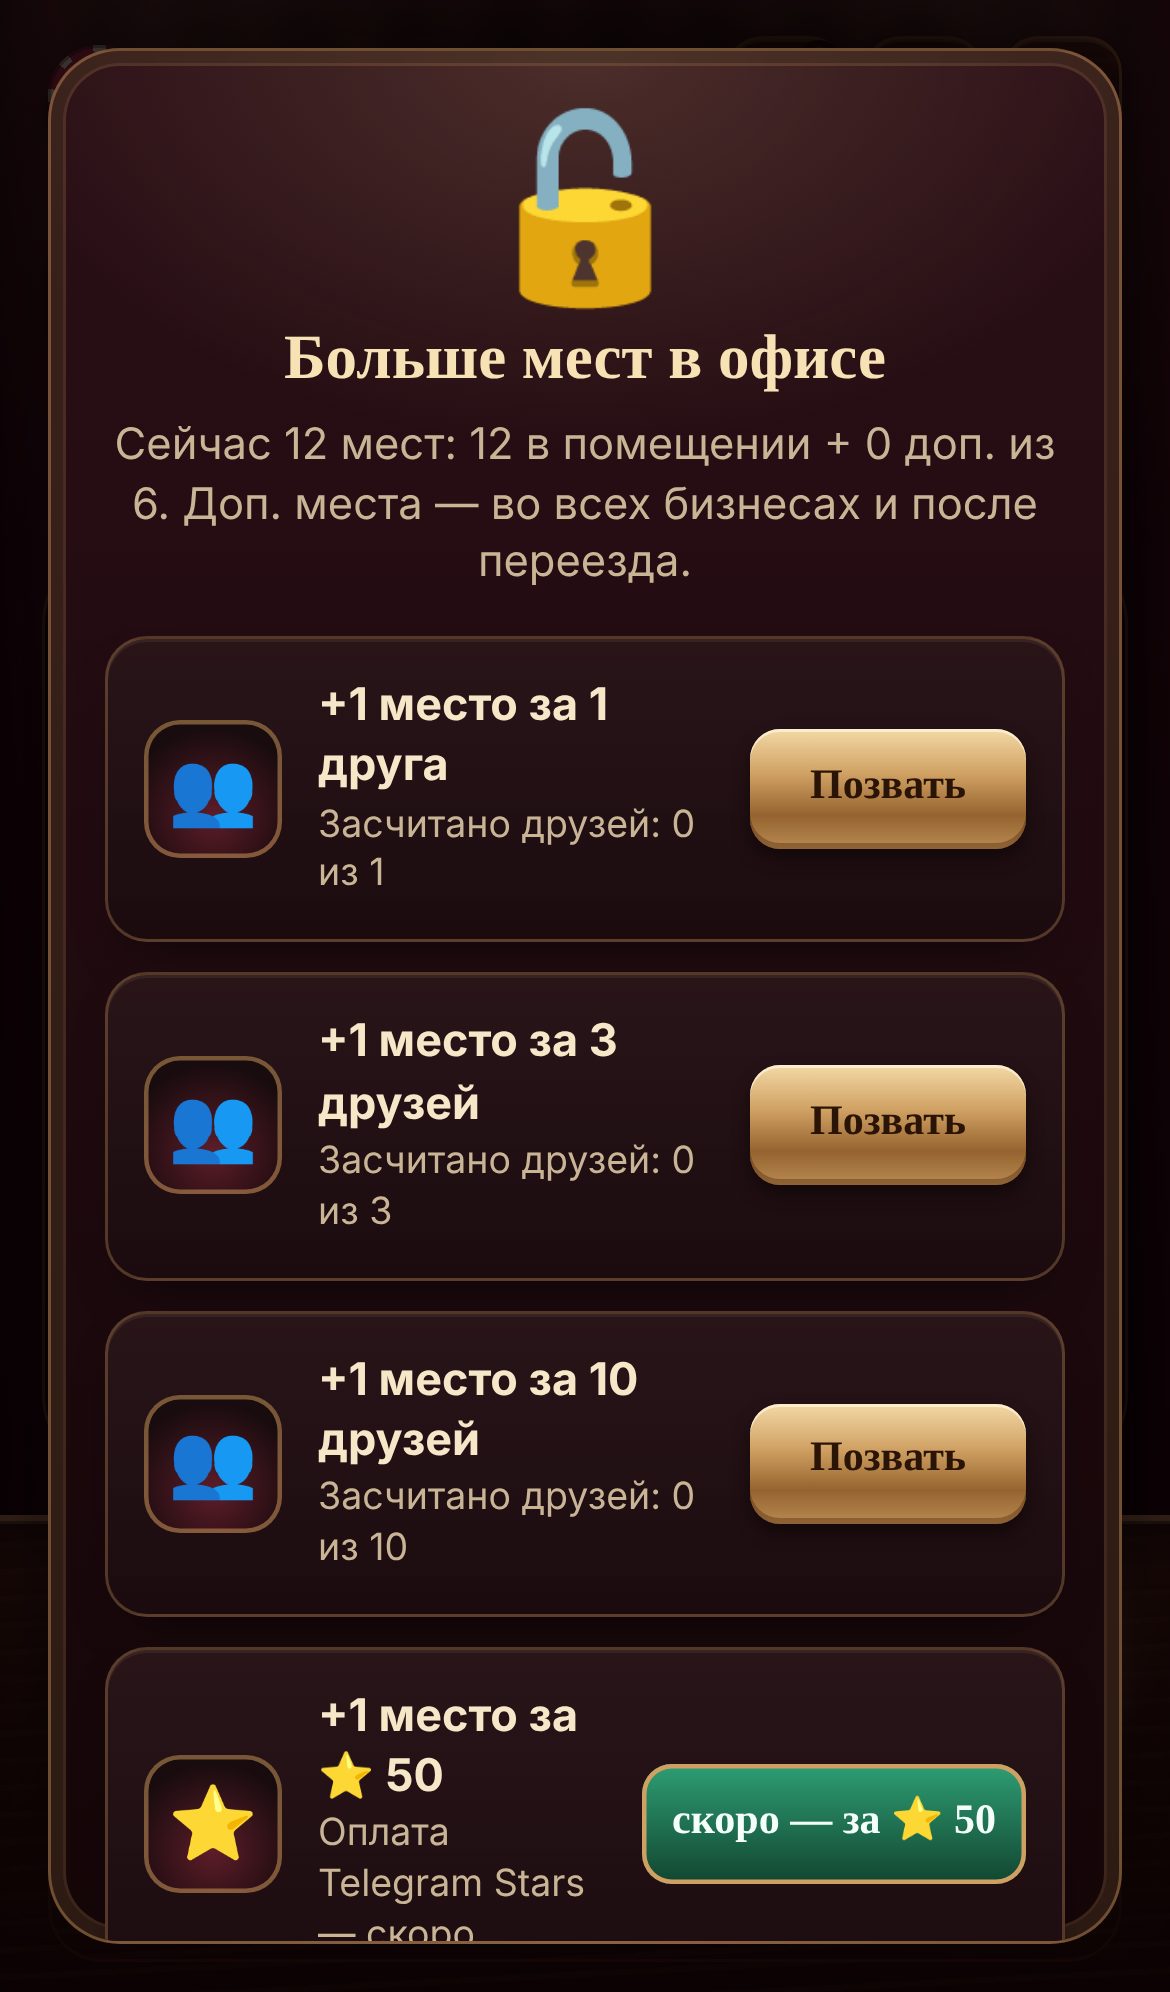 Больше мест в офисе
Сейчас 12 мест: 12 в помещении + 0 доп. из
6. Доп. места — во всех бизнесах и после
переезда.
+1 место за 1
друга
Засчитано друзей: 0
из 1
Позвать
+1 место за 3
друзей
Засчитано друзей: 0
из 3
Позвать
+1 место за 10
друзей
Засчитано друзей: 0
из 10
Позвать
+1 место за
⭐ 50
Оплата
Telegram Stars
— скоро
скоро — за ⭐ 50